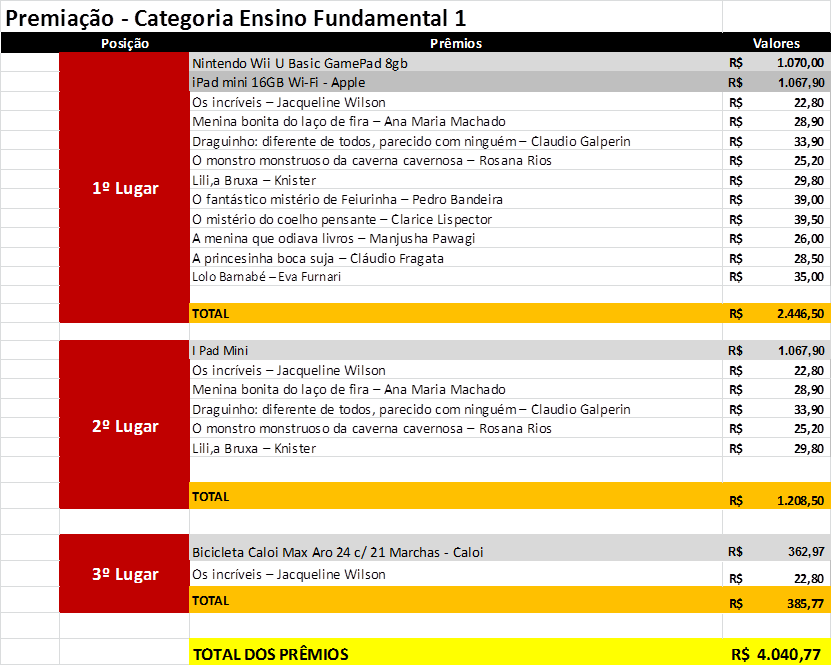 Premiação - Categoria Ensino Fundamental 1
Posição Prêmios Valores
Nintendo Wii U Basic GamePad 8gb R$ 1.070,00
iPad mini 16GB Wi-Fi - Apple R$ 1.067,90
Os incríveis – Jacqueline Wilson R$ 22,80
Menina bonita do laço de fira – Ana Maria Machado R$ 28,90
Draguinho: diferente de todos, parecido com ninguém – Claudio Galperin R$ 33,90
O monstro monstruoso da caverna cavernosa – Rosana Rios R$ 25,20
1º Lugar
Lili,a Bruxa – Knister R$ 29,80
O fantástico mistério de Feiurinha – Pedro Bandeira R$ 39,00
O mistério do coelho pensante – Clarice Lispector R$ 39,50
A menina que odiava livros – Manjusha Pawagi R$ 26,00
A princesinha boca suja – Cláudio Fragata R$ 28,50
Lolo Barnabé – Eva Furnari R$ 35,00
TOTAL R$ 2.446,50
I Pad Mini R$ 1.067,90
Os incríveis – Jacqueline Wilson R$ 22,80
Menina bonita do laço de fira – Ana Maria Machado R$ 28,90
Draguinho: diferente de todos, parecido com ninguém – Claudio Galperin R$ 33,90
2º Lugar
O monstro monstruoso da caverna cavernosa – Rosana Rios R$ 25,20
Lili,a Bruxa – Knister R$ 29,80
TOTAL R$ 1.208,50
Bicicleta Caloi Max Aro 24 c/ 21 Marchas - Caloi R$ 362,97
3º Lugar
Os incríveis – Jacqueline Wilson R$ 22,80
TOTAL R$ 385,77
TOTAL DOS PRÊMIOS R$ 4.040,77